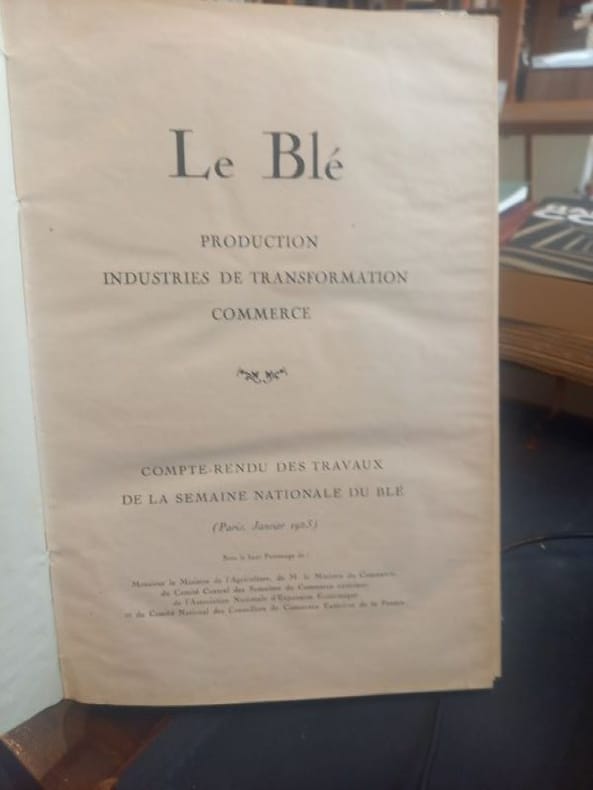 Le Blé
PRODUCTION
INDUSTRIES DE TRANSFORMATION
COMMERCE
COMPTE-RENDU DES TRAVAUX
DE LA SEMAINE NATIONALE DU BLÉ
(Paris, Janvier 1923)
Sous le haut Patronage de :
Monsieur le Ministre de l'Agriculture, de M. le Ministre du Commerce,
du Comité Central des Semaines du Commerce extérieur,
de l'Association Nationale d'Expansion Economique
et du Comité National des Conseillers du Commerce Extérieur de la France